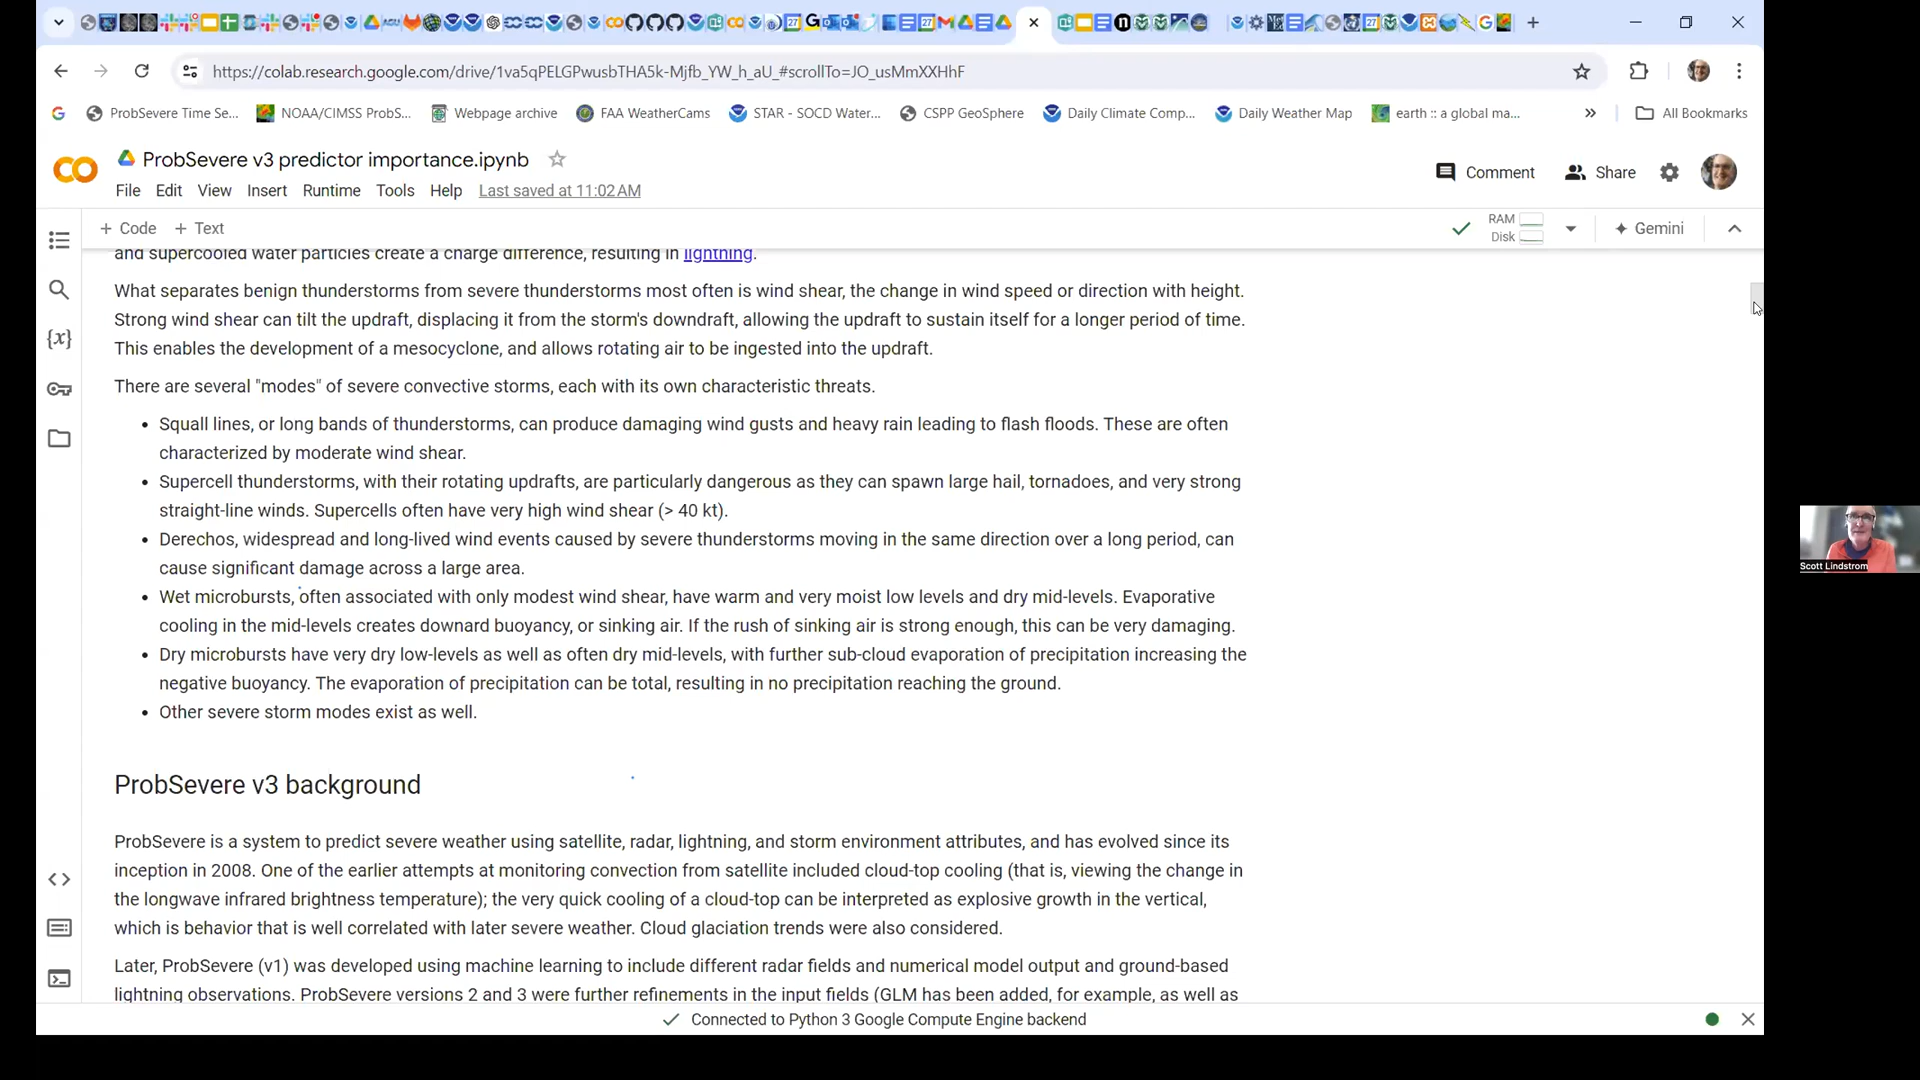 https://colab.research.google.com/drive/1va5qPELGPwusbTHA5k-Mjfb_YW_h_aU_#scrollTo=JO_usMmXXHhF
ProbSevere Time Se...
NOAA/CIMSS ProbS...
Webpage archive
FAA WeatherCams
STAR - SOCD Water...
CSPP GeoSphere
Daily Climate Comp...
Daily Weather Map
earth :: a global ma...
»
All Bookmarks
ProbSevere v3 predictor importance.ipynb
Comment
Share
File Edit View Insert Runtime Tools Help Last saved at 11:02 AM
+ Code + Text
RAM
Disk
Gemini
and supercooled water particles create a charge difference, resulting in lightning.
What separates benign thunderstorms from severe thunderstorms most often is wind shear, the change in wind speed or direction with height.
Strong wind shear can tilt the updraft, displacing it from the storm's downdraft, allowing the updraft to sustain itself for a longer period of time.
This enables the development of a mesocyclone, and allows rotating air to be ingested into the updraft.
There are several "modes" of severe convective storms, each with its own characteristic threats.
• Squall lines, or long bands of thunderstorms, can produce damaging wind gusts and heavy rain leading to flash floods. These are often
characterized by moderate wind shear.
• Supercell thunderstorms, with their rotating updrafts, are particularly dangerous as they can spawn large hail, tornadoes, and very strong
straight-line winds. Supercells often have very high wind shear (> 40 kt).
• Derechos, widespread and long-lived wind events caused by severe thunderstorms moving in the same direction over a long period, can
cause significant damage across a large area.
• Wet microbursts, often associated with only modest wind shear, have warm and very moist low levels and dry mid-levels. Evaporative
cooling in the mid-levels creates downard buoyancy, or sinking air. If the rush of sinking air is strong enough, this can be very damaging.
• Dry microbursts have very dry low-levels as well as often dry mid-levels, with further sub-cloud evaporation of precipitation increasing the
negative buoyancy. The evaporation of precipitation can be total, resulting in no precipitation reaching the ground.
• Other severe storm modes exist as well.
ProbSevere v3 background
ProbSevere is a system to predict severe weather using satellite, radar, lightning, and storm environment attributes, and has evolved since its
inception in 2008. One of the earlier attempts at monitoring convection from satellite included cloud-top cooling (that is, viewing the change in
the longwave infrared brightness temperature); the very quick cooling of a cloud-top can be interpreted as explosive growth in the vertical,
which is behavior that is well correlated with later severe weather. Cloud glaciation trends were also considered.
Later, ProbSevere (v1) was developed using machine learning to include different radar fields and numerical model output and ground-based
lightning observations. ProbSevere versions 2 and 3 were further refinements in the input fields (GLM has been added, for example, as well as
Connected to Python 3 Google Compute Engine backend
Scott Lindstrom